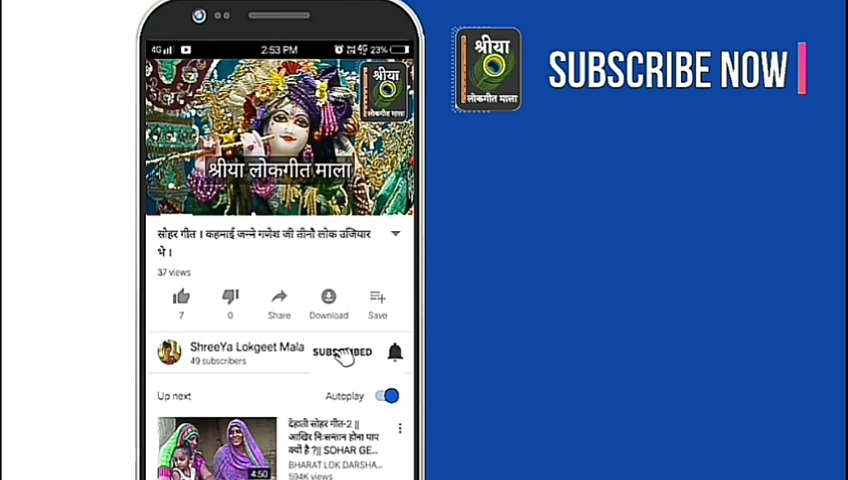 4G
2:53 PM
4G 23%
श्रीया
लोकगीत माला
श्रीया लोकगीत माला
सोहर गीत । कहमाई जन्मे गणेश जी तीनौ लोक उजियार
भे ।
37 views
7
0
Share
Download
Save
ShreeYa Lokgeet Mala
49 subscribers
SUBSCRIBED
Up next
Autoplay
देहाती सोहर गीत-2 ||
आखिर निःसन्तान होना पाप
क्यों है ?|| SOHAR GE...
BHARAT LOK DARSHA...
594K views
4:50
श्रीया
लोकगीत माला
SUBSCRIBE NOW